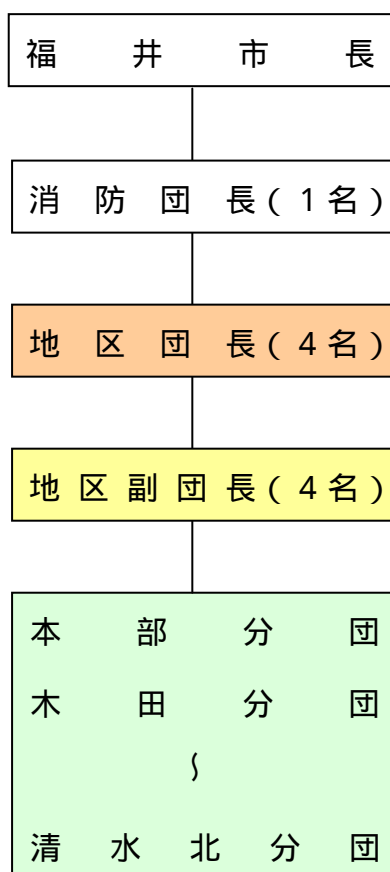 福井市長
消防団長(1名)
地区団長(4名)
地区副団長(4名)
本部分団
木田分団
～
清水北分団